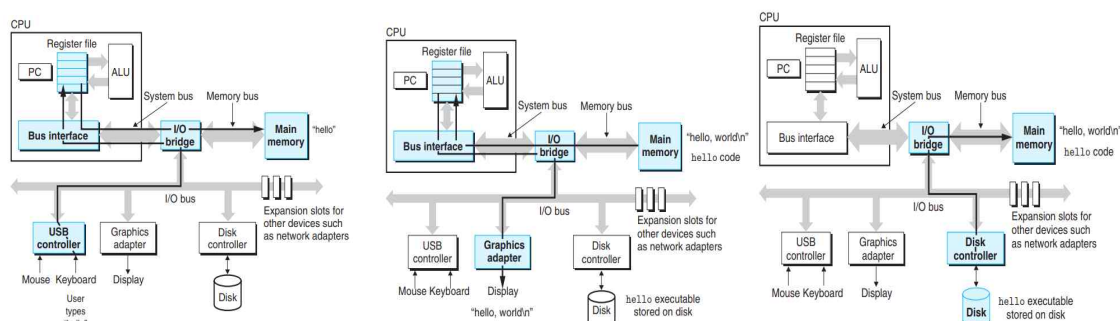 CPU
Register file
PC
ALU
System bus
Memory bus
Bus interface
I/O
bridge
Main
memory
"hello"
I/O bus
Expansion slots for
other devices such
as network adapters
USB
controller
Graphics
adapter
Disk
controller
Mouse Keyboard
Display
Disk
User
types
CPU
Register file
PC
ALU
System bus
Memory bus
Bus interface
I/O
bridge
Main
memory
"hello, world\n"
hello code
I/O bus
Expansion slots for
other devices such
as network adapters
USB
controller
Graphics
adapter
Disk
controller
Mouse Keyboard
Display
"hello, world\n"
Disk
hello executable
stored on disk
CPU
Register file
PC
ALU
System bus
Memory bus
Bus interface
I/O
bridge
Main
memory
"hello, world\n"
hello code
I/O bus
Expansion slots for
other devices such
as network adapters
USB
controller
Graphics
adapter
Disk
controller
Mouse Keyboard
Display
Disk
hello executable
stored on disk